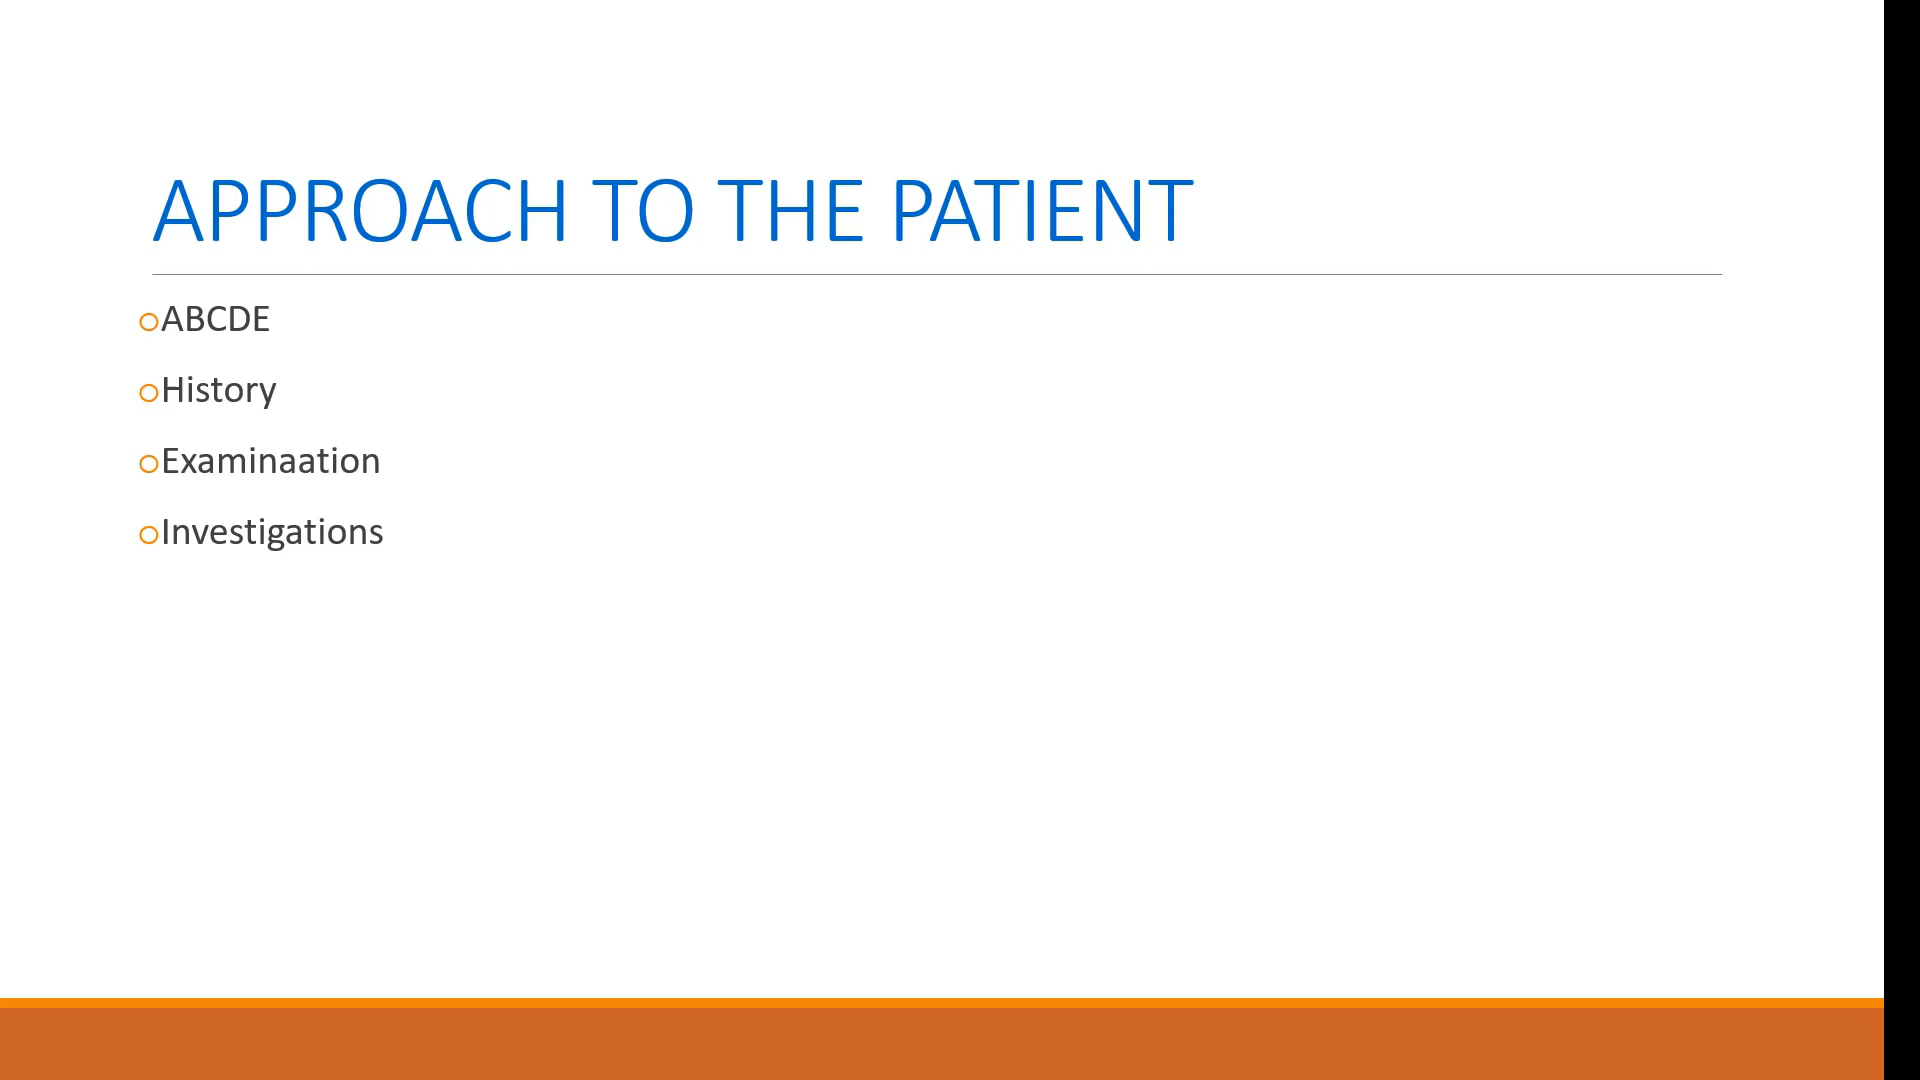 APPROACH TO THE PATIENT
ABCDE
History
Examinaation
Investigations